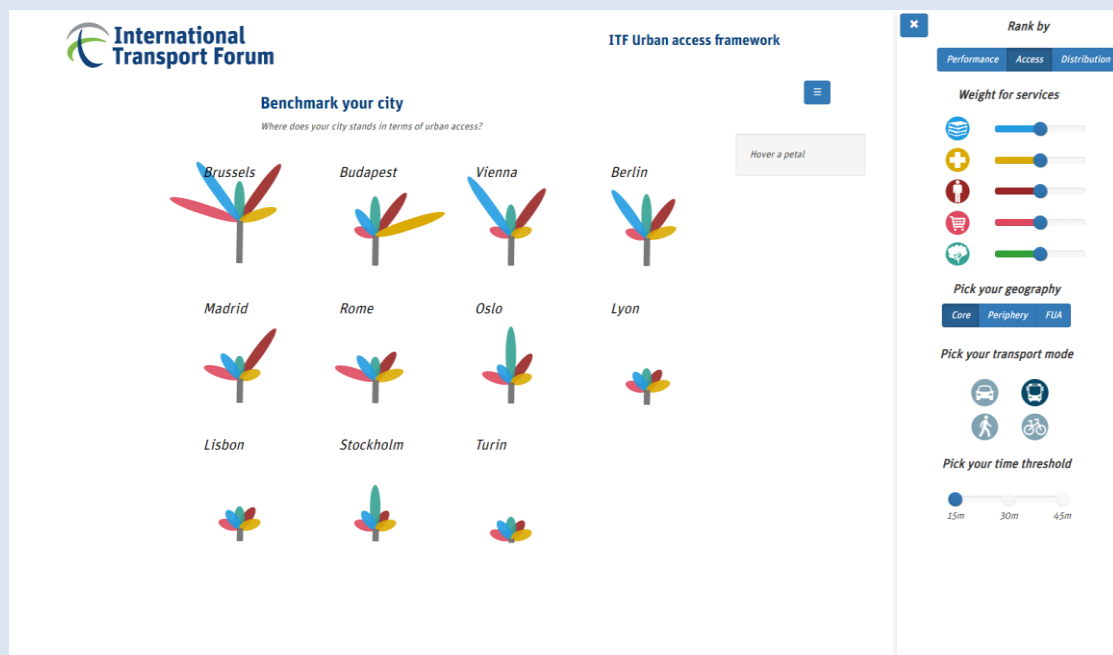 International
Transport Forum
ITF Urban access framework
Benchmark your city
Where does your city stands in terms of urban access?
Hover a petal
Brussels
Budapest
Vienna
Berlin
Madrid
Rome
Oslo
Lyon
Lisbon
Stockholm
Turin
Rank by
Performance Access Distribution
Weight for services
Pick your geography
Core Periphery FUA
Pick your transport mode
Pick your time threshold
15m 30m 45m